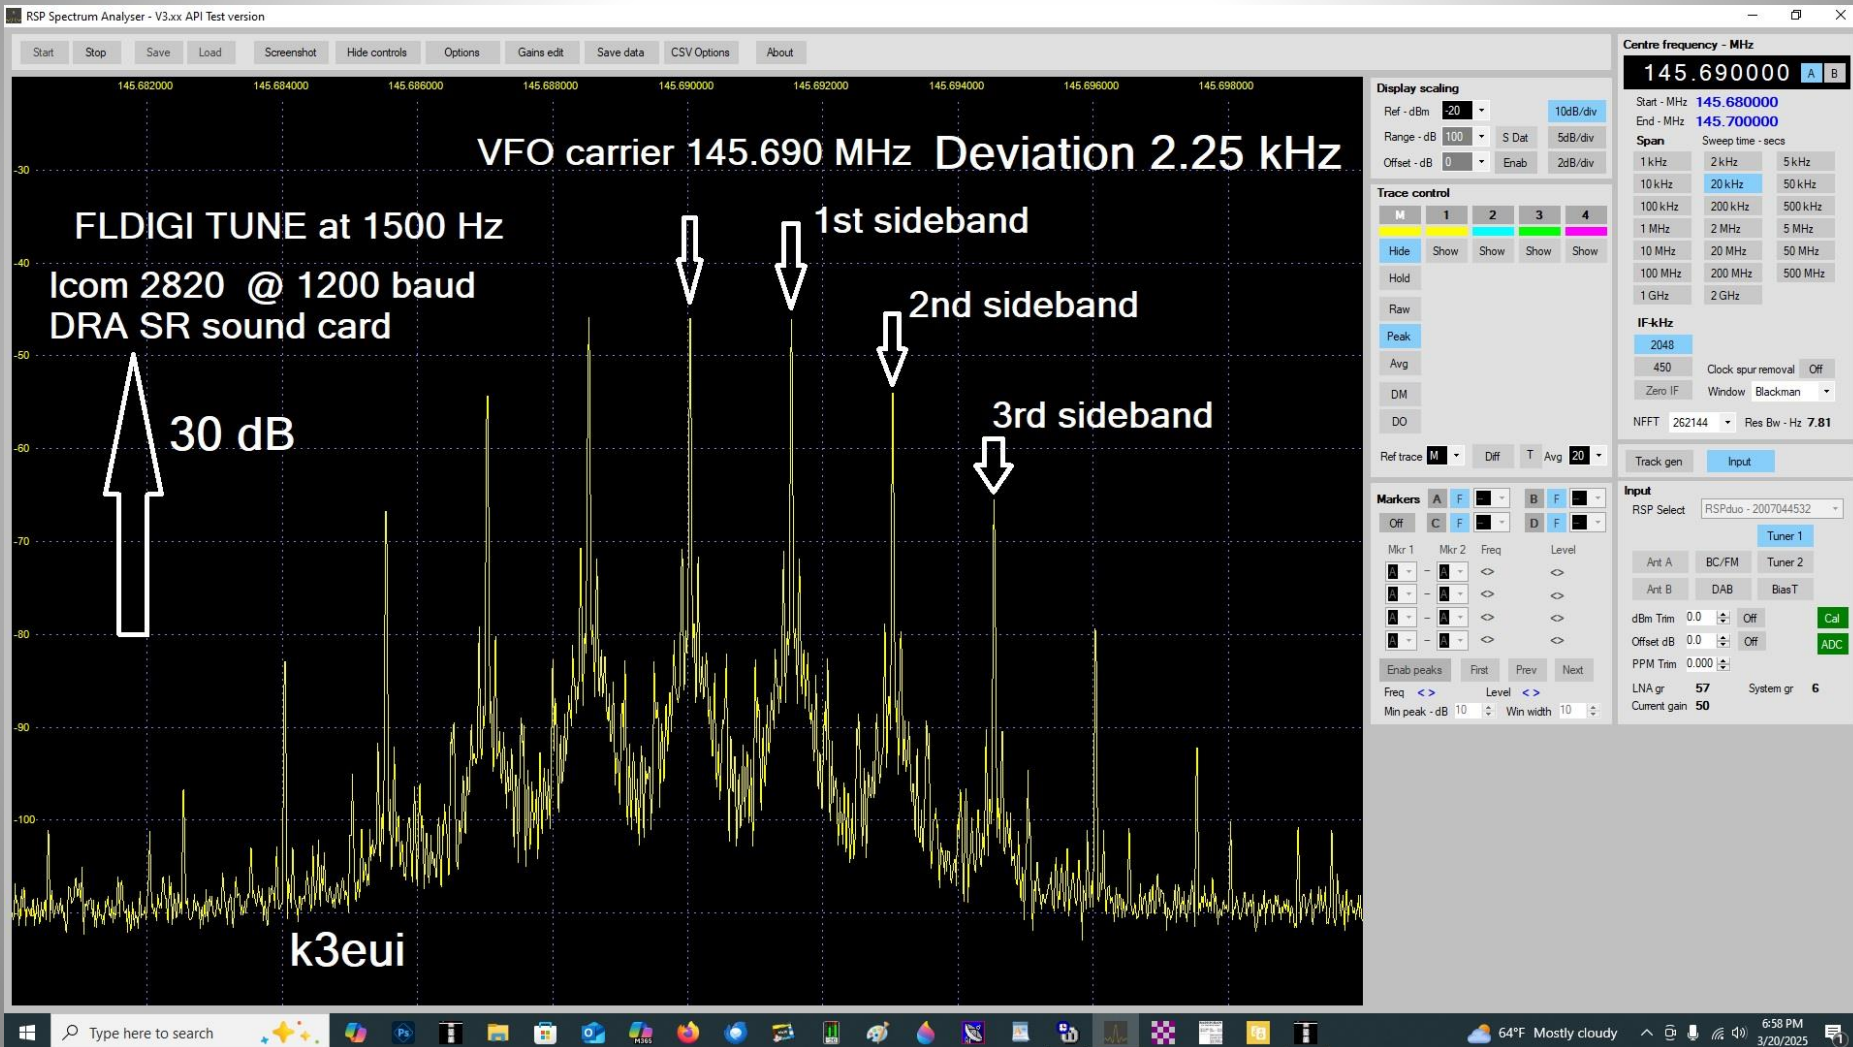 RSP Spectrum Analyser - V3.xx API Test version
Start Stop Save Load Screenshot Hide controls Options Gains edit Save data CSV Options About
145.682000 145.684000 145.686000 145.688000 145.690000 145.692000 145.694000 145.696000 145.698000
VFO carrier 145.690 MHz Deviation 2.25 kHz
-30
FLDIGI TUNE at 1500 Hz
1st sideband
-40
Icom 2820 @ 1200 baud
2nd sideband
DRA SR sound card
-50
3rd sideband
30 dB
-60
-70
-80
-90
-100
k3eui
Display scaling
Ref - dBm -20 10dB/div
Range - dB 100 S Dat 5dB/div
Offset - dB 0 Enab 2dB/div
Trace control
M 1 2 3 4
Hide Show Show Show Show
Hold
Raw
Peak
Avg
DM
DO
Ref trace M Diff T Avg 20
Markers A F B F
Off C F D F
Mkr 1 Mkr 2 Freq Level
A - A <> <>
A - A <> <>
A - A <> <>
A - A <> <>
Enab peaks First Prev Next
Freq <> Level <>
Min peak - dB 10 Win width 10
Centre frequency - MHz
145.690000 A B
Start - MHz 145.680000
End - MHz 145.700000
Span Sweep time - secs
1 kHz 2 kHz 5 kHz
10 kHz 20 kHz 50 kHz
100 kHz 200 kHz 500 kHz
1 MHz 2 MHz 5 MHz
10 MHz 20 MHz 50 MHz
100 MHz 200 MHz 500 MHz
1 GHz 2 GHz
IF-kHz
2048
450 Clock spur removal Off
Zero IF Window Blackman
NFFT 262144 Res Bw - Hz 7.81
Track gen Input
Input
RSP Select RSPduo - 2007044532
Tuner 1
Ant A BC/FM Tuner 2
Ant B DAB BiasT
dBm Trim 0.0 Off Cal
Offset dB 0.0 Off ADC
PPM Trim 0.000
LNA gr 57 System gr 6
Current gain 50
Type here to search
Ps
M365
64°F Mostly cloudy
6:58 PM
3/20/2025
1